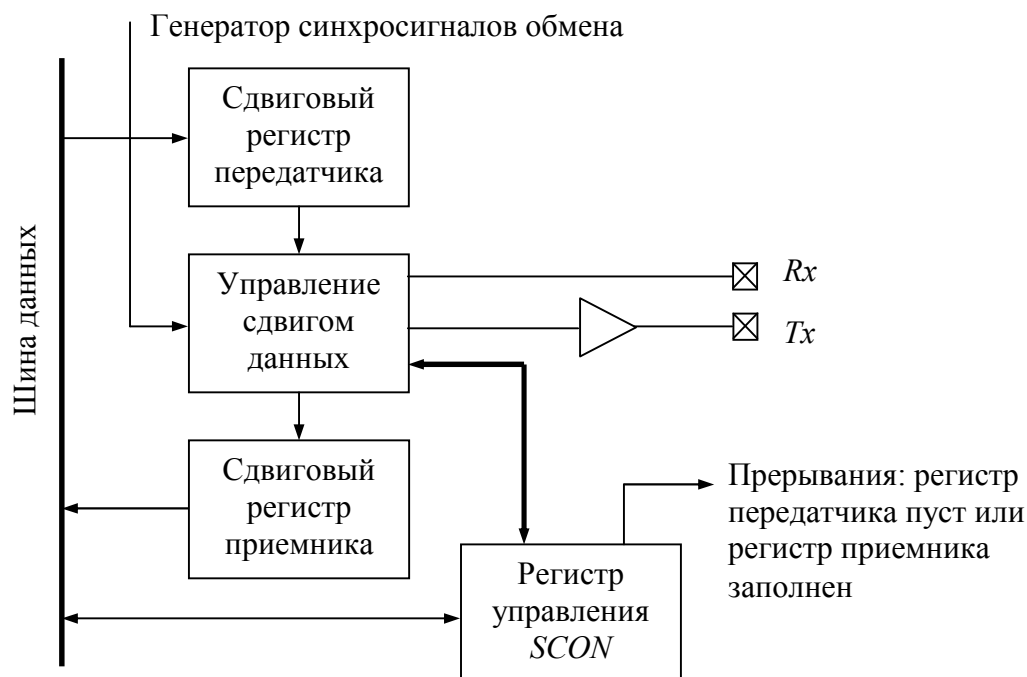 Генератор синхросигналов обмена
Сдвиговый
регистр
передатчика
Шина данных
Управление
сдвигом
данных
Rx
Tx
Сдвиговый
регистр
приемника
Прерывания: регистр
передатчика пуст или
регистр приемника
заполнен
Регистр
управления
SCON